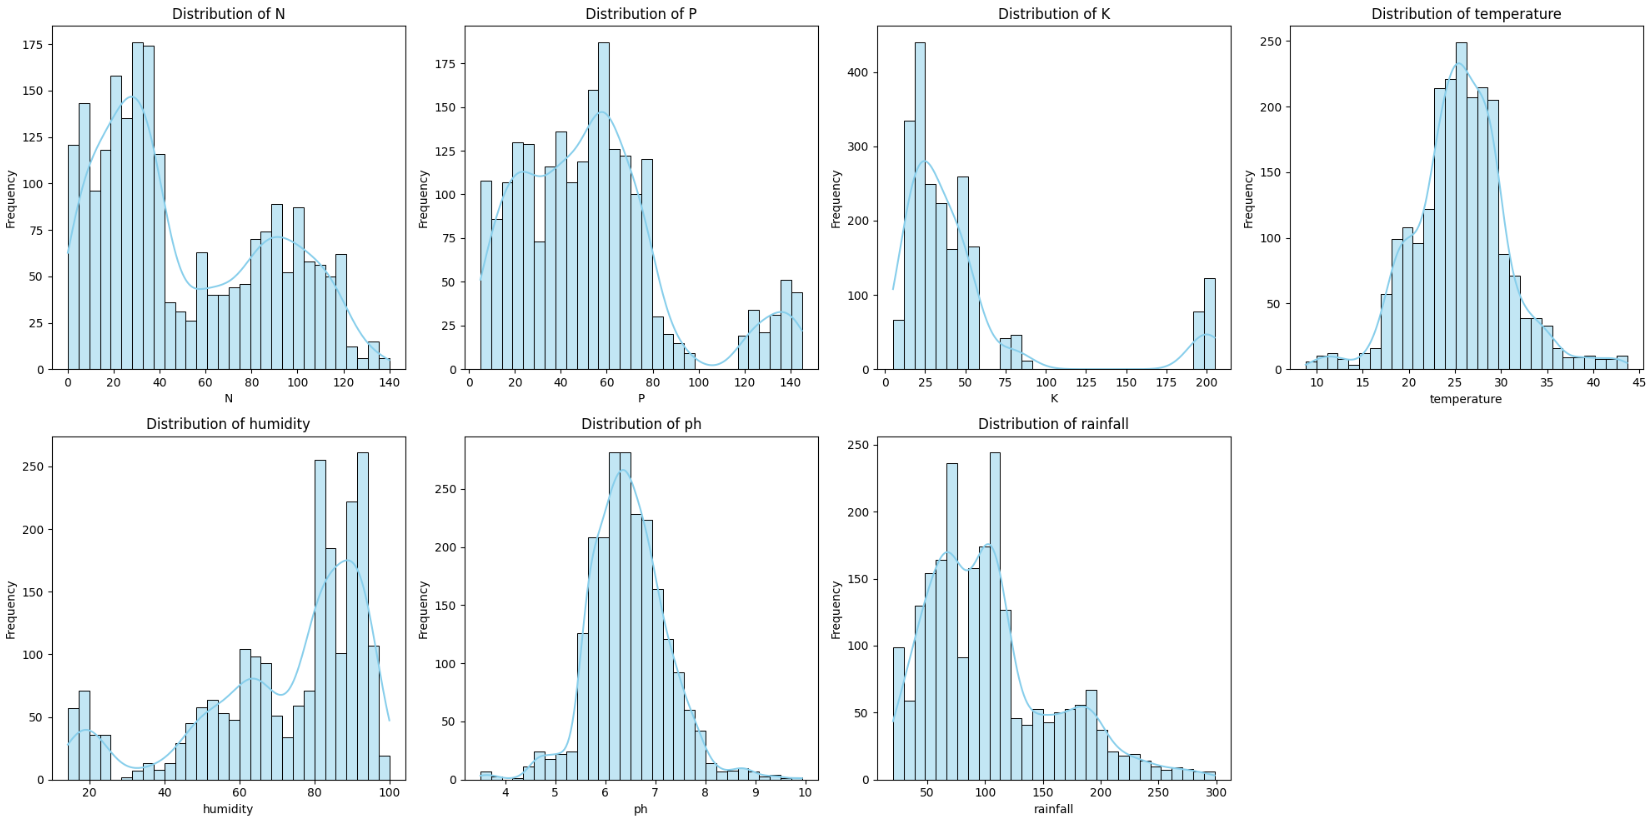 Distribution of N
Distribution of P
Distribution of K
Distribution of temperature
Frequency
175
150
125
100
75
50
25
0
0 20 40 60 80 100 120 140
N
Frequency
175
150
125
100
75
50
25
0
0 20 40 60 80 100 120 140
P
Frequency
400
300
200
100
0
0 25 50 75 100 125 150 175 200
K
Frequency
250
200
150
100
50
0
10 15 20 25 30 35 40 45
temperature
Distribution of humidity
Distribution of ph
Distribution of rainfall
Frequency
250
200
150
100
50
0
20 40 60 80 100
humidity
Frequency
250
200
150
100
50
0
4 5 6 7 8 9 10
ph
Frequency
250
200
150
100
50
0
50 100 150 200 250 300
rainfall